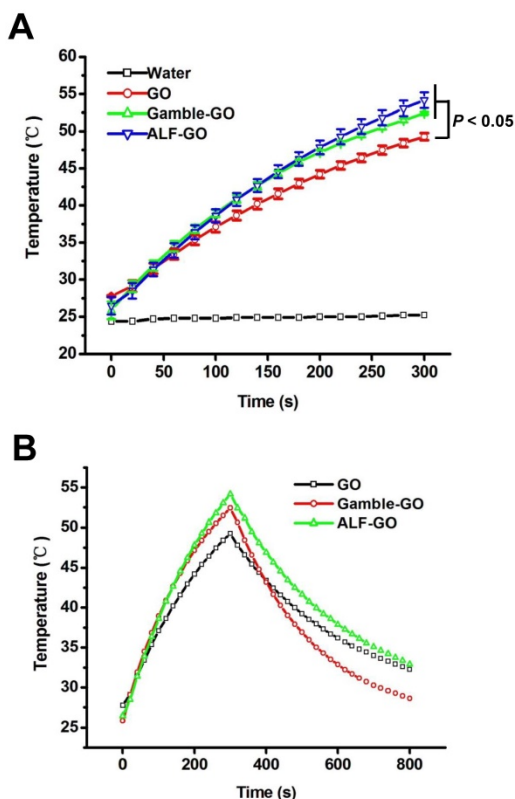 A
Water
GO
Gamble-GO
ALF-GO
P < 0.05
Temperature (℃)
60
55
50
45
40
35
30
25
20
0 50 100 150 200 250 300
Time (s)
B
GO
Gamble-GO
ALF-GO
Temperature (℃)
55
50
45
40
35
30
25
0 200 400 600 800
Time (s)